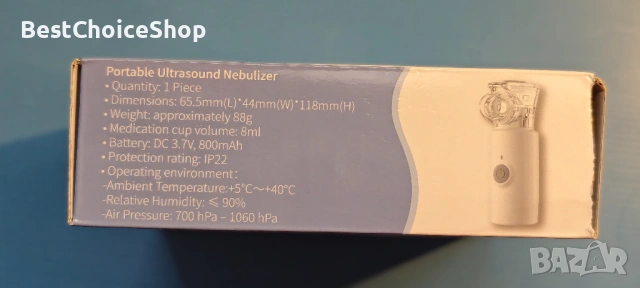 BestChoiceShop
Portable Ultrasound Nebulizer
• Quantity: 1 Piece
• Dimensions: 65.5mm(L)*44mm(W)*118mm(H)
• Weight: approximately 88g
• Medication cup volume: 8ml
• Battery: DC 3.7V, 800mAh
• Protection rating: IP22
• Operating environment :
-Ambient Temperature:+5°C～+40°C
-Relative Humidity: ≤ 90%
-Air Pressure: 700 hPa – 1060 hPa
BAZAR